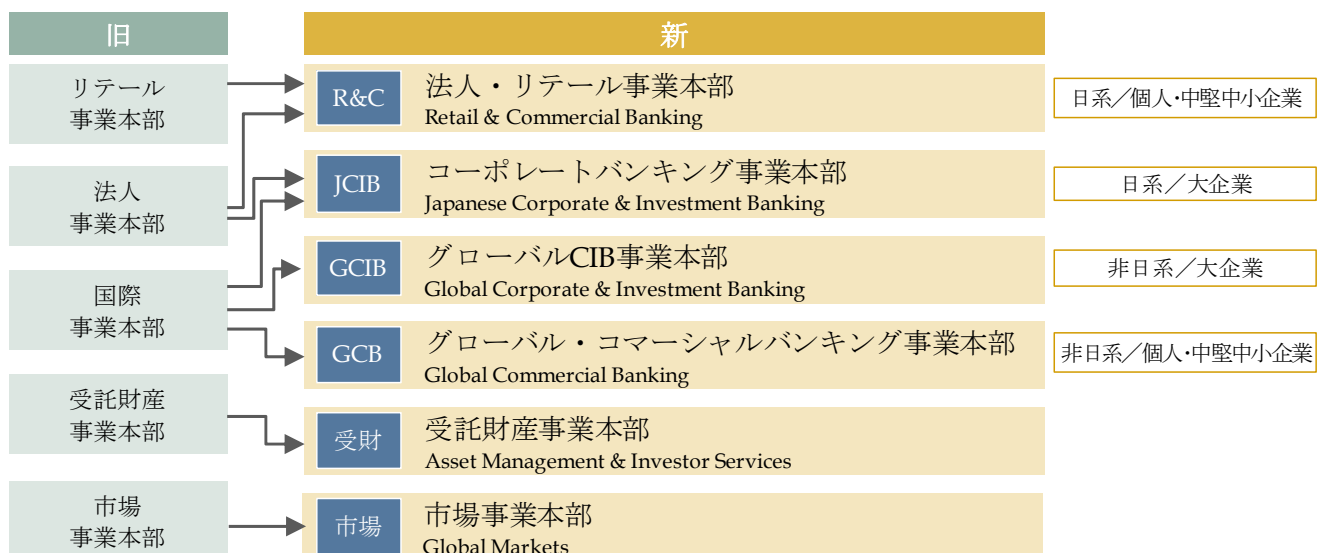 旧
新
リテール
事業本部
法人
事業本部
国際
事業本部
受託財産
事業本部
市場
事業本部
R&C
法人・リテール事業本部
Retail & Commercial Banking
日系／個人・中堅中小企業
JCIB
コーポレートバンキング事業本部
Japanese Corporate & Investment Banking
日系／大企業
GCIB
グローバルCIB事業本部
Global Corporate & Investment Banking
非日系／大企業
GCB
グローバル・コマーシャルバンキング事業本部
Global Commercial Banking
非日系／個人・中堅中小企業
受財
受託財産事業本部
Asset Management & Investor Services
市場
市場事業本部
Global Markets